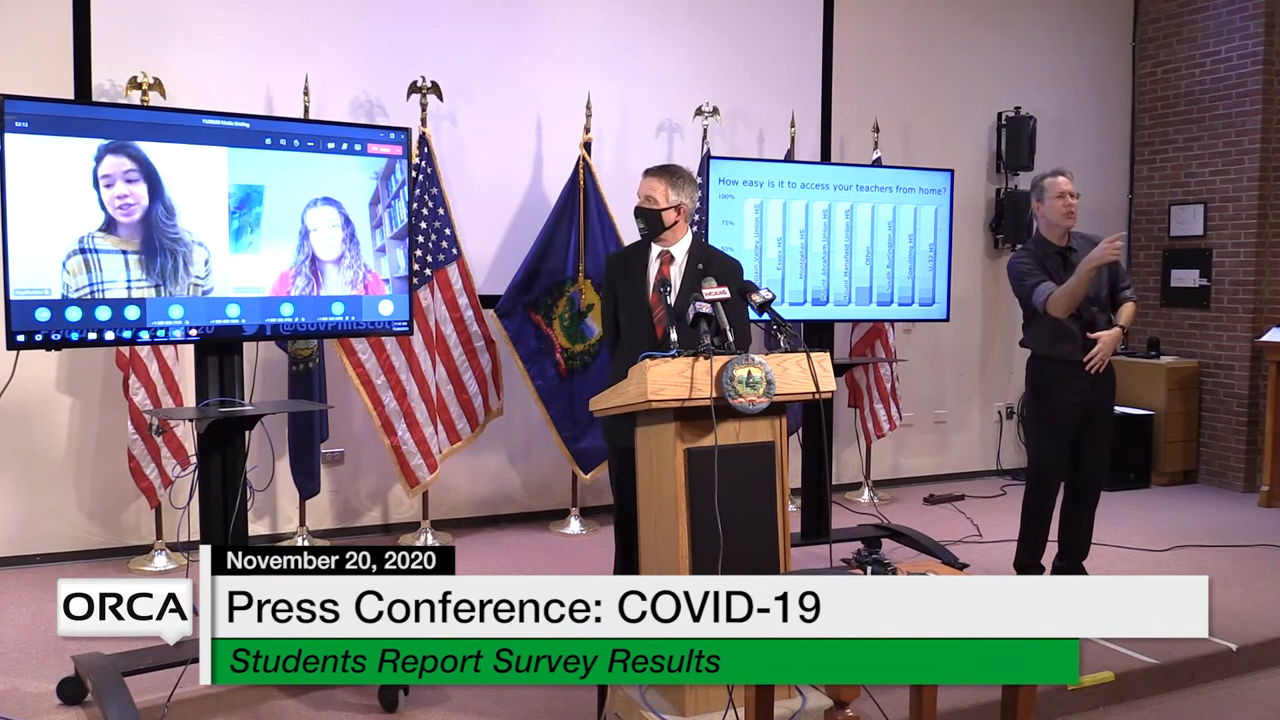 How easy is it to access your teachers from home?
100%
75%
50%
Essex HS
Montpelier HS
Mount Abraham Union HS
Mount Mansfield Union HS
Other
South Burlington HS
Spaulding HS
U-32 HS
WCAX
@GovPhilScott
November 20, 2020
ORCA
Press Conference: COVID-19
Students Report Survey Results